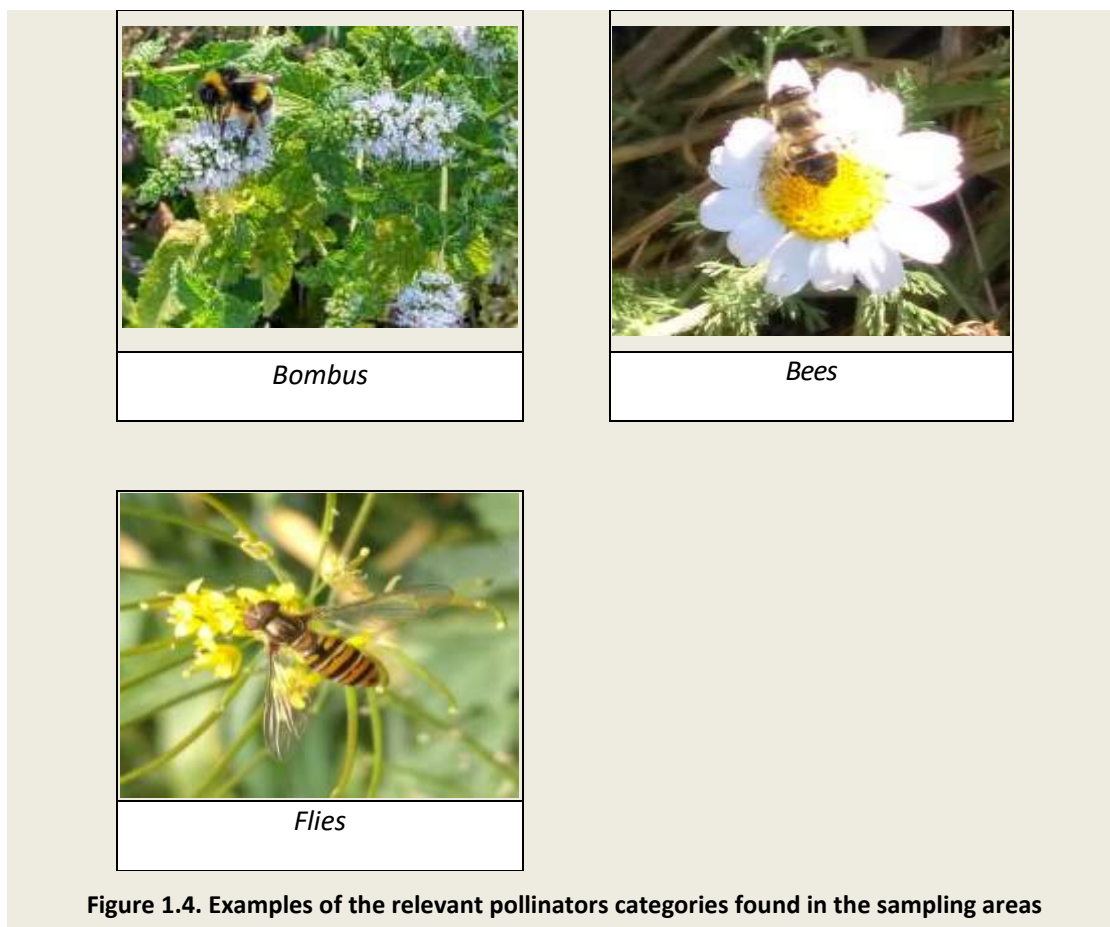 Bombus
Bees
Flies
Figure 1.4. Examples of the relevant pollinators categories found in the sampling areas